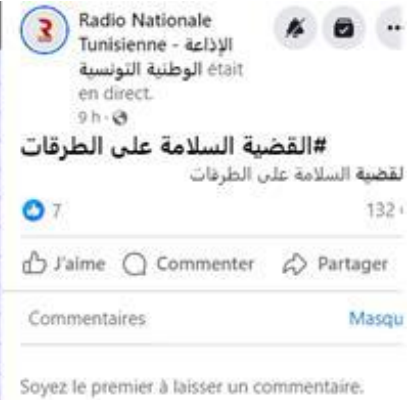 Radio Nationale
Tunisienne - الإذاعة
الوطنية التونسية était
en direct.
9 h
#القضية السلامة على الطرقات
لقضية السلامة على الطرقات
7
132
J'aime Commenter Partager
Commentaires Masqu
Soyez le premier à laisser un commentaire.